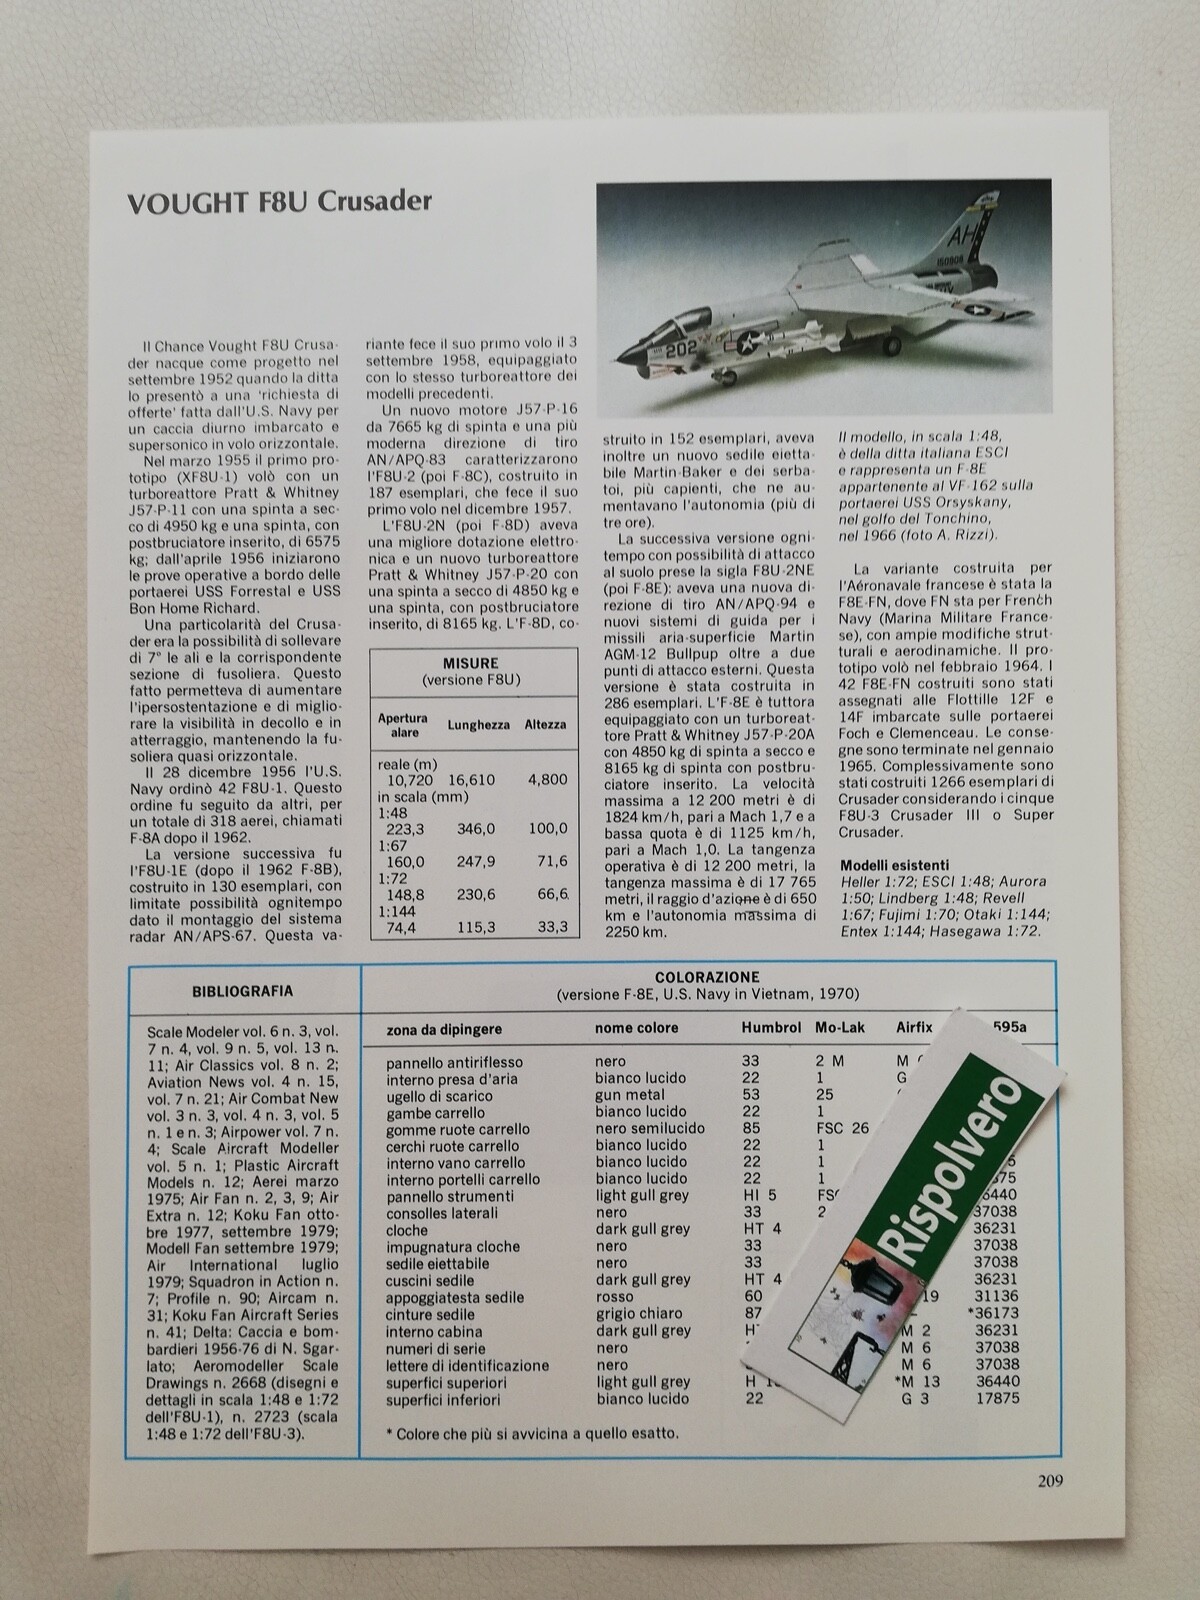 VOUGHT F8U Crusader
AH
150908
202
Il Chance Vought F8U Crusa-
der nacque come progetto nel
settembre 1952 quando la ditta
lo presentò a una 'richiesta di
offerte' fatta dall'U.S. Navy per
un caccia diurno imbarcato e
supersonico in volo orizzontale.
Nel marzo 1955 il primo pro-
totipo (XF8U-1) volò con un
turboreattore Pratt & Whitney
J57-P-11 con una spinta a sec-
co di 4950 kg e una spinta, con
postbruciatore inserito, di 6575
kg; dall'aprile 1956 iniziarono
le prove operative a bordo delle
portaerei USS Forrestal e USS
Bon Home Richard.
Una particolarità del Crusa-
der era la possibilità di sollevare
di 7° le ali e la corrispondente
sezione di fusoliera. Questo
fatto permetteva di aumentare
l'ipersostentazione e di miglio-
rare la visibilità in decollo e in
atterraggio, mantenendo la fu-
soliera quasi orizzontale.
Il 28 dicembre 1956 l'U.S.
Navy ordinò 42 F8U-1. Questo
ordine fu seguito da altri, per
un totale di 318 aerei, chiamati
F-8A dopo il 1962.
La versione successiva fu
l'F8U-1E (dopo il 1962 F-8B),
costruito in 130 esemplari, con
limitate possibilità ognitempo
dato il montaggio del sistema
radar AN/APS-67. Questa va-
riante fece il suo primo volo il 3
settembre 1958, equipaggiato
con lo stesso turboreattore dei
modelli precedenti.
Un nuovo motore J57-P-16
da 7665 kg di spinta e una più
moderna direzione di tiro
AN/APQ-83 caratterizzarono
l'F8U-2 (poi F-8C), costruito in
187 esemplari, che fece il suo
primo volo nel dicembre 1957.
L'F8U-2N (poi F-8D) aveva
una migliore dotazione elettro-
nica e un nuovo turboreattore
Pratt & Whitney J57-P-20 con
una spinta a secco di 4850 kg e
una spinta, con postbruciatore
inserito, di 8165 kg. L'F-8D, co-
MISURE
(versione F8U)
Apertura alare Lunghezza Altezza
reale (m)
10,720 16,610 4,800
in scala (mm)
1:48
223,3 346,0 100,0
1:67
160,0 247,9 71,6
1:72
148,8 230,6 66,6
1:144
74,4 115,3 33,3
struito in 152 esemplari, aveva
inoltre un nuovo sedile eietta-
bile Martin-Baker e dei serba-
toi, più capienti, che ne au-
mentavano l'autonomia (più di
tre ore).
La successiva versione ogni-
tempo con possibilità di attacco
al suolo prese la sigla F8U-2NE
(poi F-8E): aveva una nuova di-
rezione di tiro AN/APQ-94 e
nuovi sistemi di guida per i
missili aria-superficie Martin
AGM-12 Bullpup oltre a due
punti di attacco esterni. Questa
versione è stata costruita in
286 esemplari. L'F-8E è tuttora
equipaggiato con un turboreat-
tore Pratt & Whitney J57-P-20A
con 4850 kg di spinta a secco e
8165 kg di spinta con postbru-
ciatore inserito. La velocità
massima a 12 200 metri è di
1824 km/h, pari a Mach 1,7 e a
bassa quota è di 1125 km/h,
pari a Mach 1,0. La tangenza
operativa è di 12 200 metri, la
tangenza massima è di 17 765
metri, il raggio d'azione è di 650
km e l'autonomia massima di
2250 km.
Il modello, in scala 1:48,
è della ditta italiana ESCI
e rappresenta un F-8E
appartenente al VF-162 sulla
portaerei USS Orsyskany,
nel golfo del Tonchino,
nel 1966 (foto A. Rizzi).
La variante costruita per
l'Aéronavale francese è stata la
F8E-FN, dove FN sta per French
Navy (Marina Militare France-
se), con ampie modifiche strut-
turali e aerodinamiche. Il pro-
totipo volò nel febbraio 1964. I
42 F8E-FN costruiti sono stati
assegnati alle Flottille 12F e
14F imbarcate sulle portaerei
Foch e Clemenceau. Le conse-
gne sono terminate nel gennaio
1965. Complessivamente sono
stati costruiti 1266 esemplari di
Crusader considerando i cinque
F8U-3 Crusader III o Super
Crusader.
Modelli esistenti
Heller 1:72; ESCI 1:48; Aurora
1:50; Lindberg 1:48; Revell
1:67; Fujimi 1:70; Otaki 1:144;
Entex 1:144; Hasegawa 1:72.
BIBLIOGRAFIA
Scale Modeler vol. 6 n. 3, vol.
7 n. 4, vol. 9 n. 5, vol. 13 n.
11; Air Classics vol. 8 n. 2;
Aviation News vol. 4 n. 15,
vol. 7 n. 21; Air Combat New
vol. 3 n. 3, vol. 4 n. 3, vol. 5
n. 1 e n. 3; Airpower vol. 7 n.
4; Scale Aircraft Modeller
vol. 5 n. 1; Plastic Aircraft
Models n. 12; Aerei marzo
1975; Air Fan n. 2, 3, 9; Air
Extra n. 12; Koku Fan otto-
bre 1977, settembre 1979;
Modell Fan settembre 1979;
Air International luglio
1979; Squadron in Action n.
7; Profile n. 90; Aircam n.
31; Koku Fan Aircraft Series
n. 41; Delta: Caccia e bom-
bardieri 1956-76 di N. Sgar-
lato; Aeromodeller Scale
Drawings n. 2668 (disegni e
dettagli in scala 1:48 e 1:72
dell'F8U-1), n. 2723 (scala
1:48 e 1:72 dell'F8U-3).
COLORAZIONE
(versione F-8E, U.S. Navy in Vietnam, 1970)
zona da dipingere nome colore Humbrol Mo-Lak Airfix 595a
pannello antiriflesso nero 33 2 M M
interno presa d'aria bianco lucido 22 1 G
ugello di scarico gun metal 53 25
gambe carrello bianco lucido 22 1
gomme ruote carrello nero semilucido 85 FSC 26
cerchi ruote carrello bianco lucido 22 1
interno vano carrello bianco lucido 22 1
interno portelli carrello bianco lucido 22 1
pannello strumenti light gull grey HI 5
consolles laterali nero 33 2 37038
cloche dark gull grey HT 4 36231
impugnatura cloche nero 33 37038
sedile eiettabile nero 33 37038
cuscini sedile dark gull grey HT 4 36231
appoggiatesta sedile rosso 60 19 31136
cinture sedile grigio chiaro 87 *36173
interno cabina dark gull grey M 2 36231
numeri di serie nero M 6 37038
lettere di identificazione nero M 6 37038
superfici superiori light gull grey *M 13 36440
superfici inferiori bianco lucido 22 G 3 17875
* Colore che più si avvicina a quello esatto.
Rispolvero
209